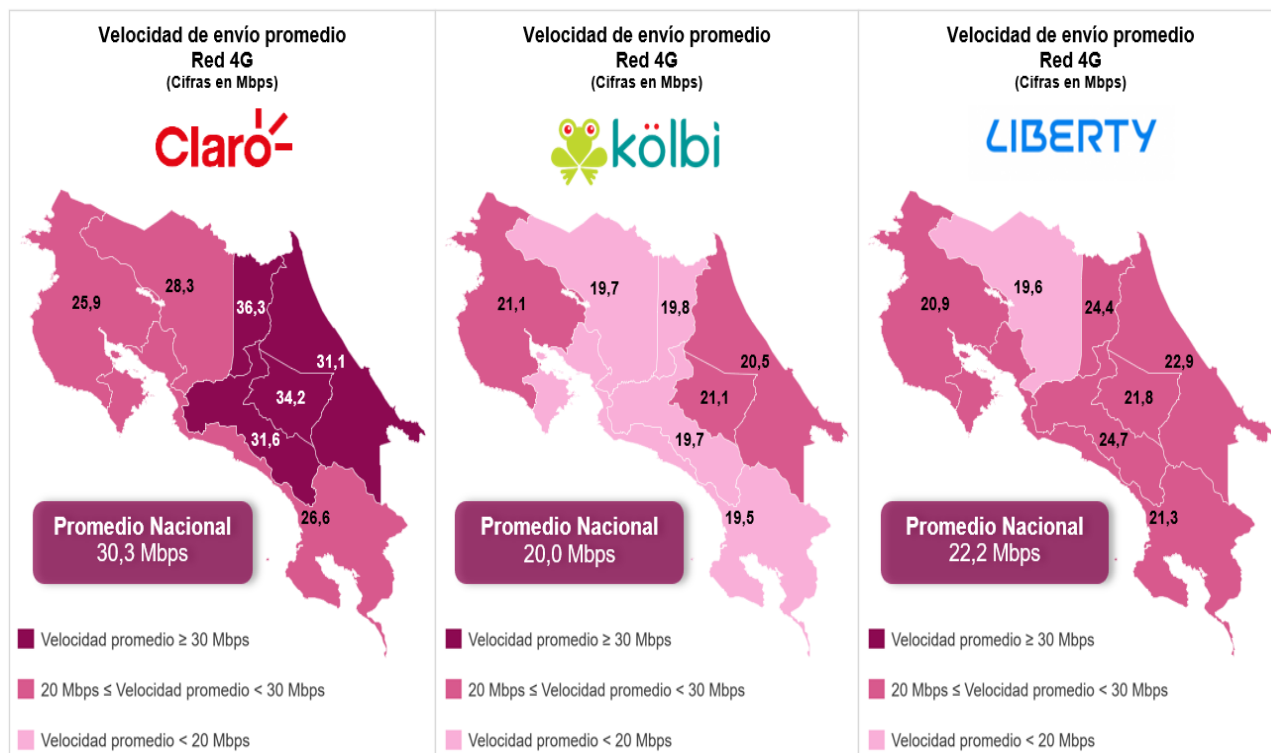 Velocidad de envío promedio
Red 4G
(Cifras en Mbps)
Claro
25,9
28,3
36,3
31,1
34,2
31,6
26,6
Promedio Nacional
30,3 Mbps
Velocidad promedio ≥ 30 Mbps
20 Mbps ≤ Velocidad promedio < 30 Mbps
Velocidad promedio < 20 Mbps
Velocidad de envío promedio
Red 4G
(Cifras en Mbps)
kölbi
21,1
19,7
19,8
20,5
21,1
19,7
19,5
Promedio Nacional
20,0 Mbps
Velocidad promedio ≥ 30 Mbps
20 Mbps ≤ Velocidad promedio < 30 Mbps
Velocidad promedio < 20 Mbps
Velocidad de envío promedio
Red 4G
(Cifras en Mbps)
LIBERTY
20,9
19,6
24,4
22,9
21,8
24,7
21,3
Promedio Nacional
22,2 Mbps
Velocidad promedio ≥ 30 Mbps
20 Mbps ≤ Velocidad promedio < 30 Mbps
Velocidad promedio < 20 Mbps